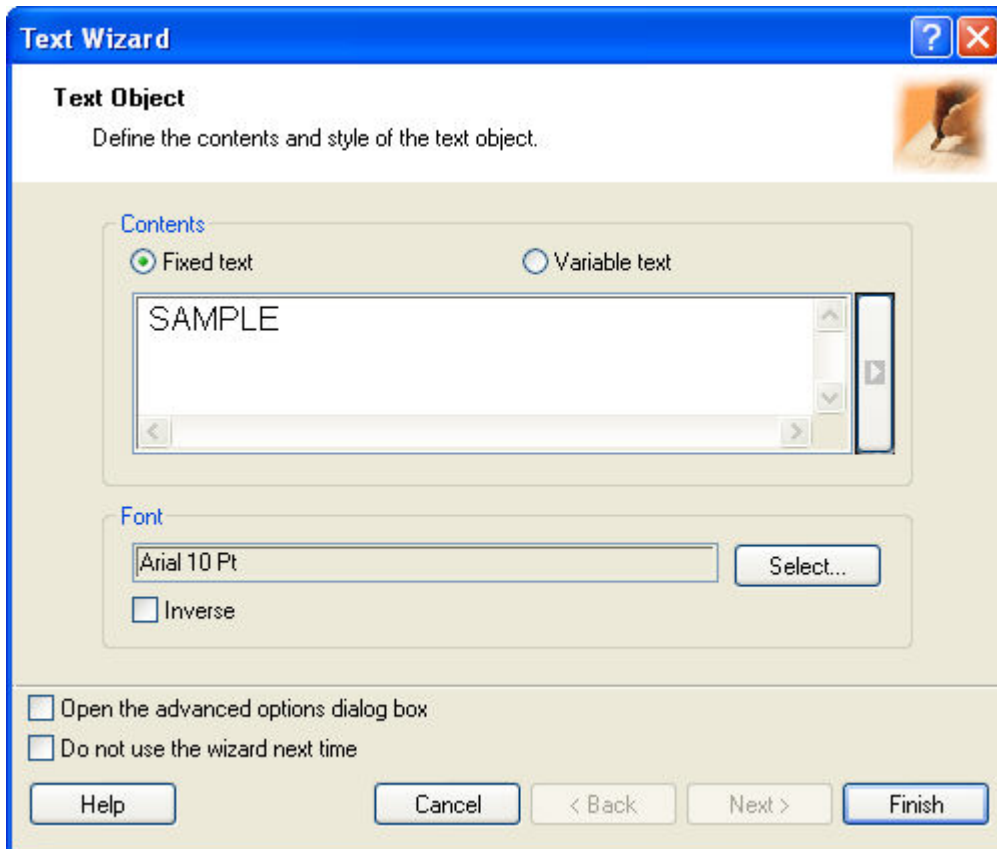 Text Wizard
Text Object
Define the contents and style of the text object.
Contents
Fixed text Variable text
SAMPLE
Font
Arial 10 Pt Select...
Inverse
Open the advanced options dialog box
Do not use the wizard next time
Help Cancel < Back Next > Finish